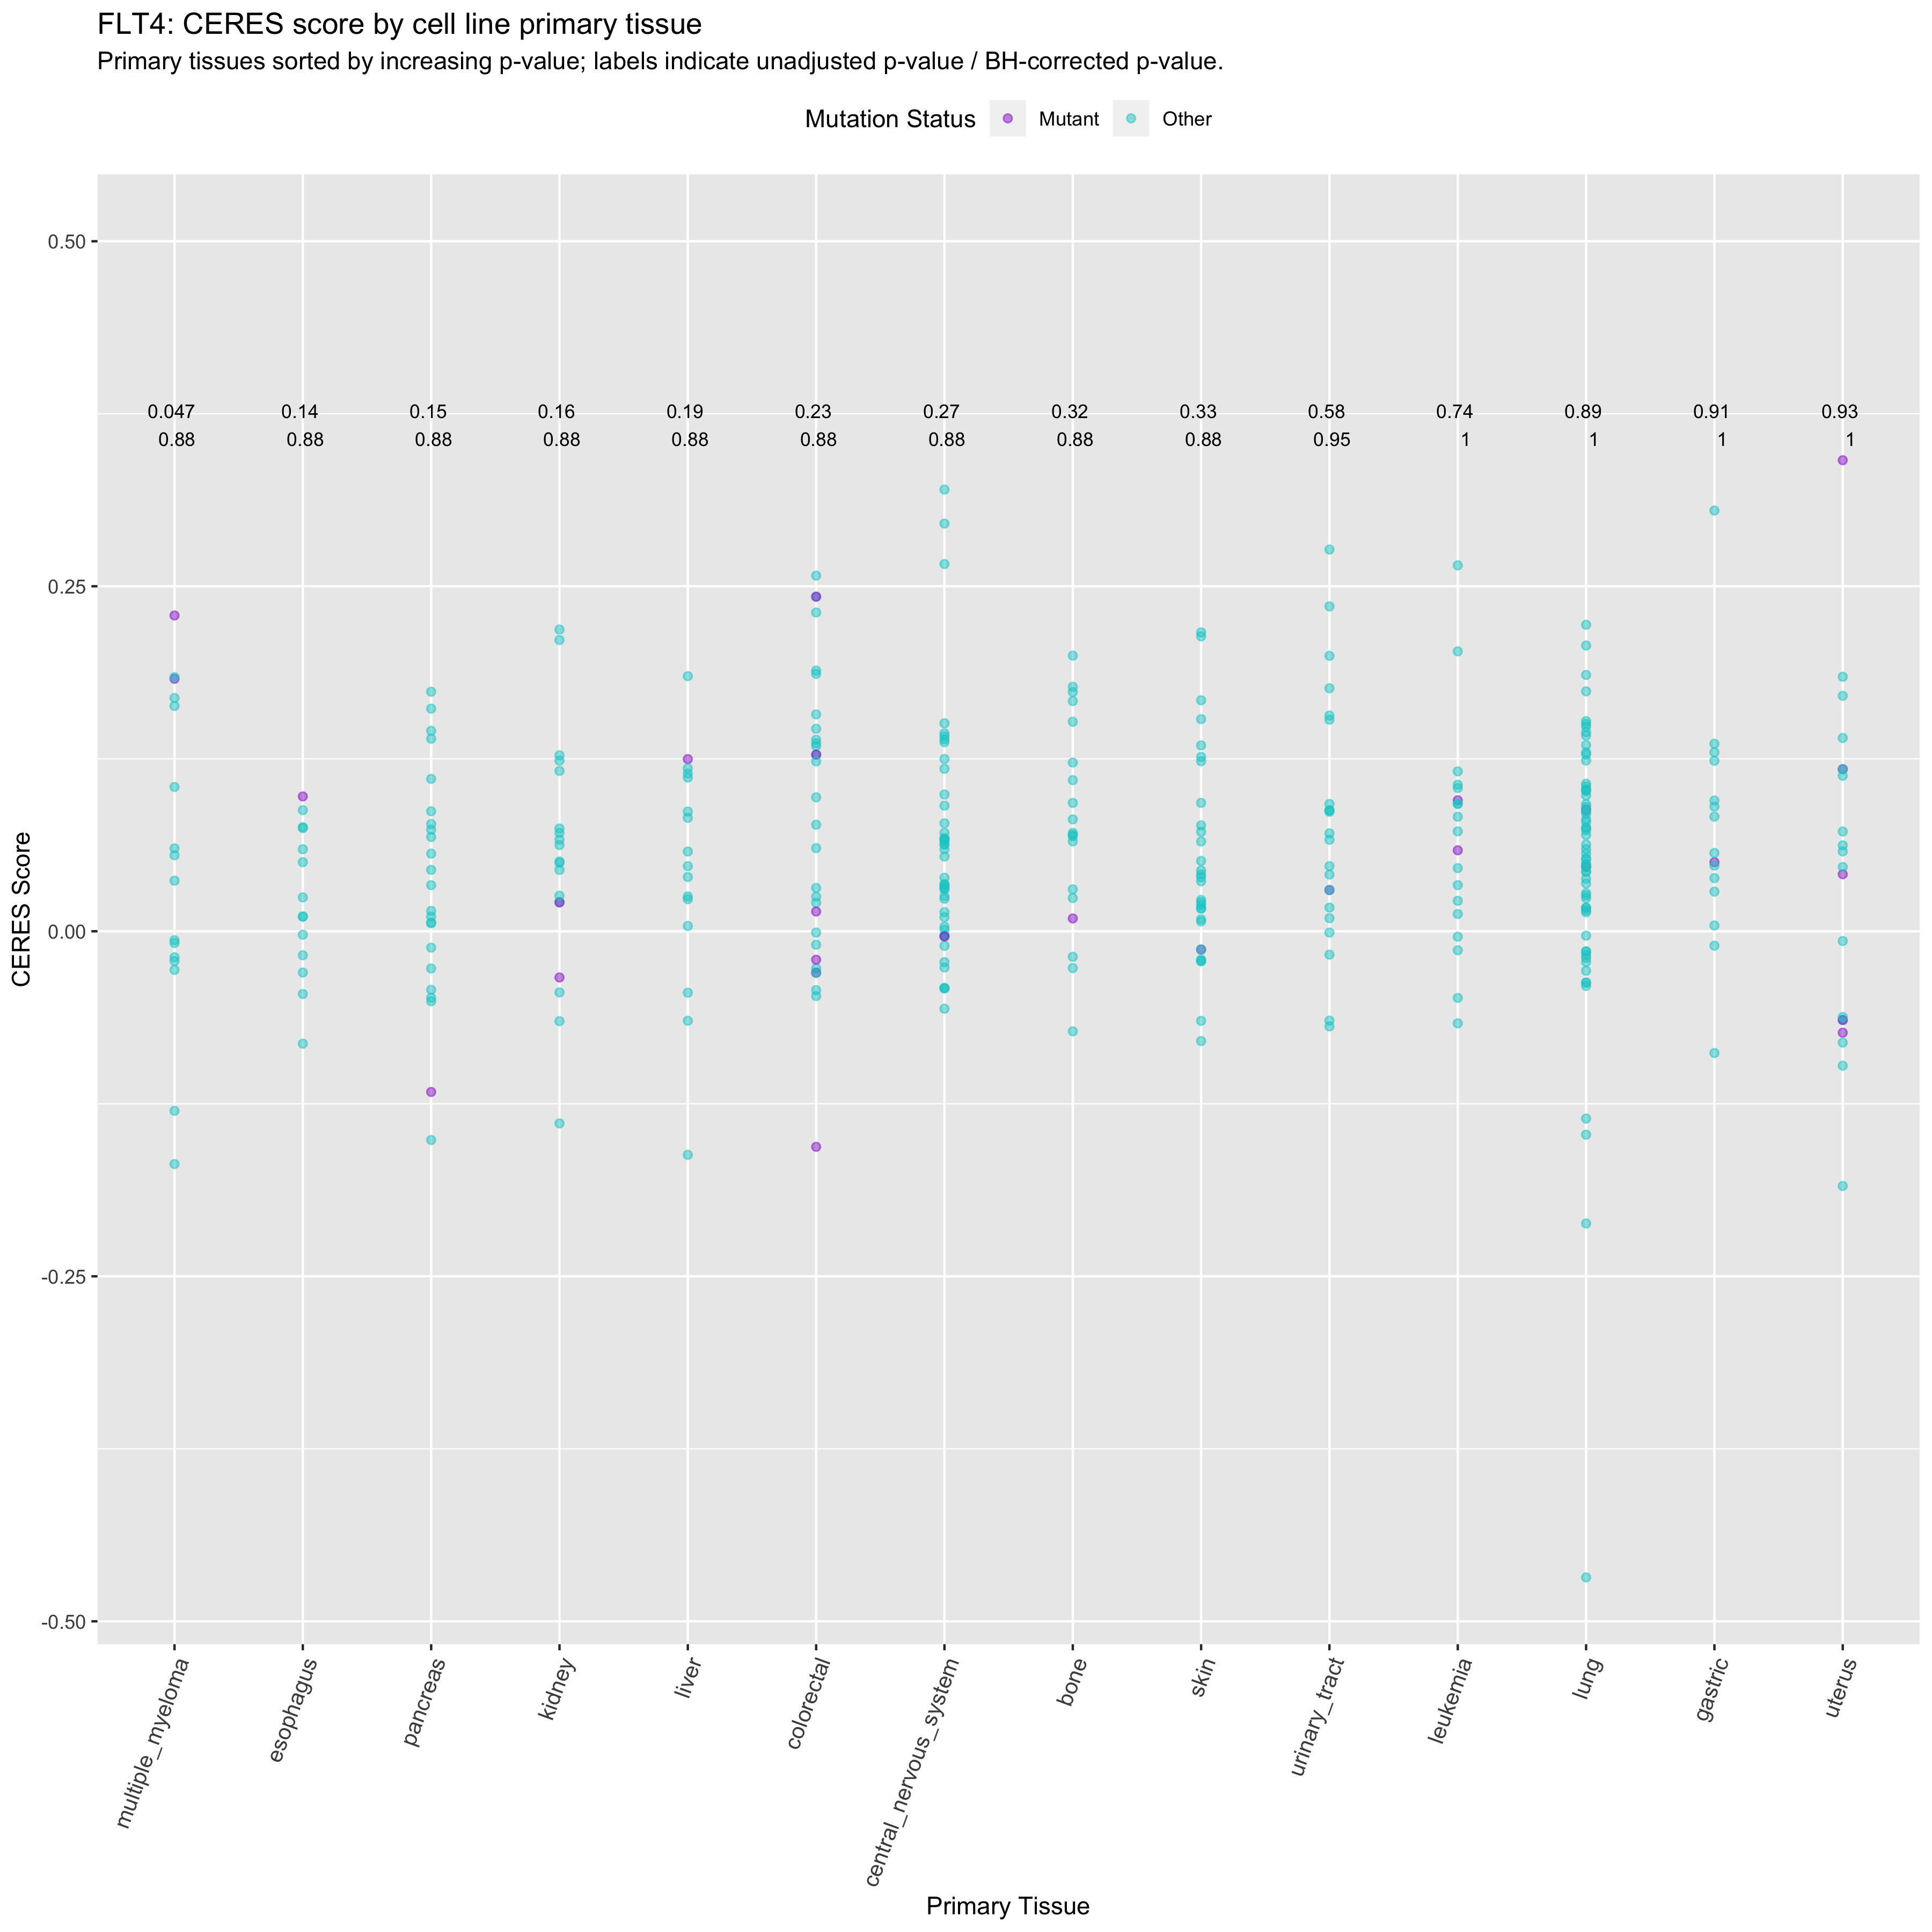 FLT4: CERES score by cell line primary tissue
Primary tissues sorted by increasing p-value; labels indicate unadjusted p-value / BH-corrected p-value.
Mutation Status Mutant Other
0.50
0.047 0.14 0.15 0.16 0.19 0.23 0.27 0.32 0.33 0.58 0.74 0.89 0.91 0.93
0.88 0.88 0.88 0.88 0.88 0.88 0.88 0.88 0.88 0.95 1 1 1 1
0.25
0.00
-0.25
-0.50
CERES Score
multiple_myeloma esophagus pancreas kidney liver colorectal central_nervous_system bone skin urinary_tract leukemia lung gastric uterus
Primary Tissue